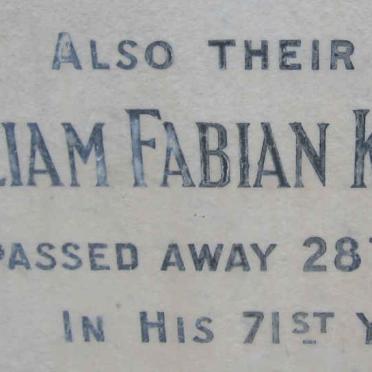 ALSO THEIR
LIAM FABIAN K
PASSED AWAY 28
IN HIS 71ST Y